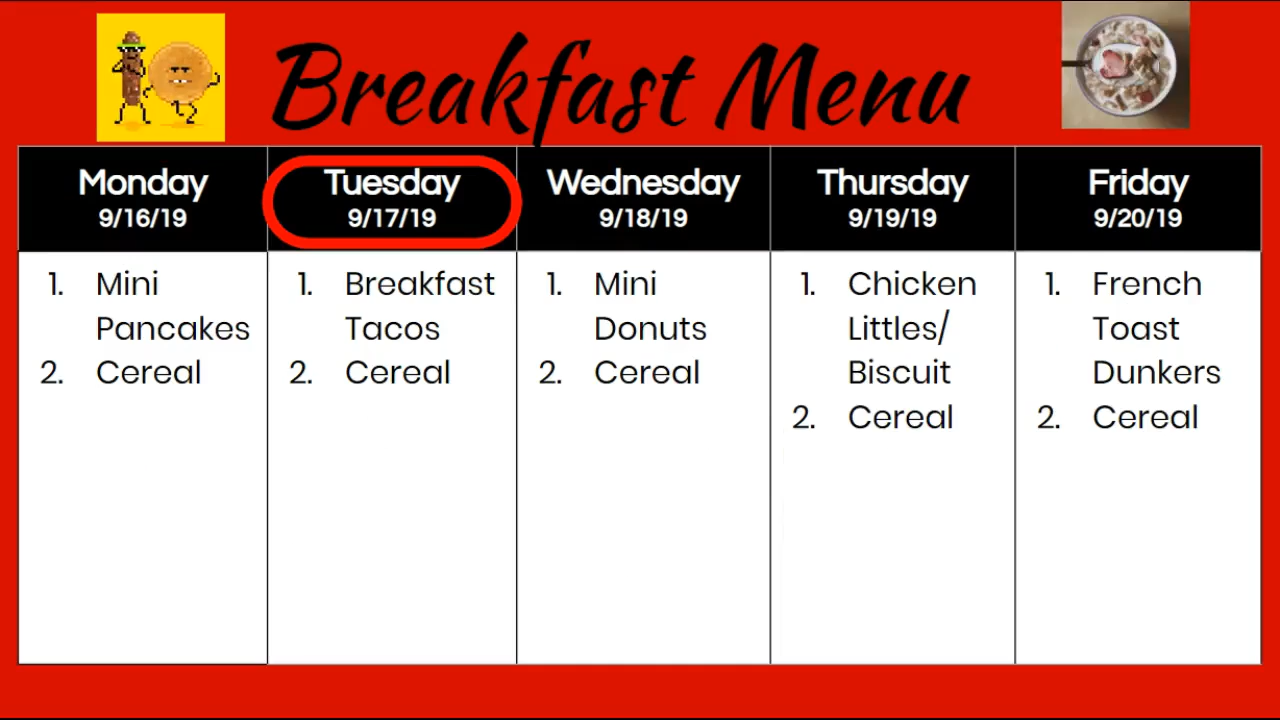 Breakfast Menu
Monday
9/16/19
Tuesday
9/17/19
Wednesday
9/18/19
Thursday
9/19/19
Friday
9/20/19
1. Mini
Pancakes
2. Cereal
1. Breakfast
Tacos
2. Cereal
1. Mini
Donuts
2. Cereal
1. Chicken
Littles/
Biscuit
2. Cereal
1. French
Toast
Dunkers
2. Cereal